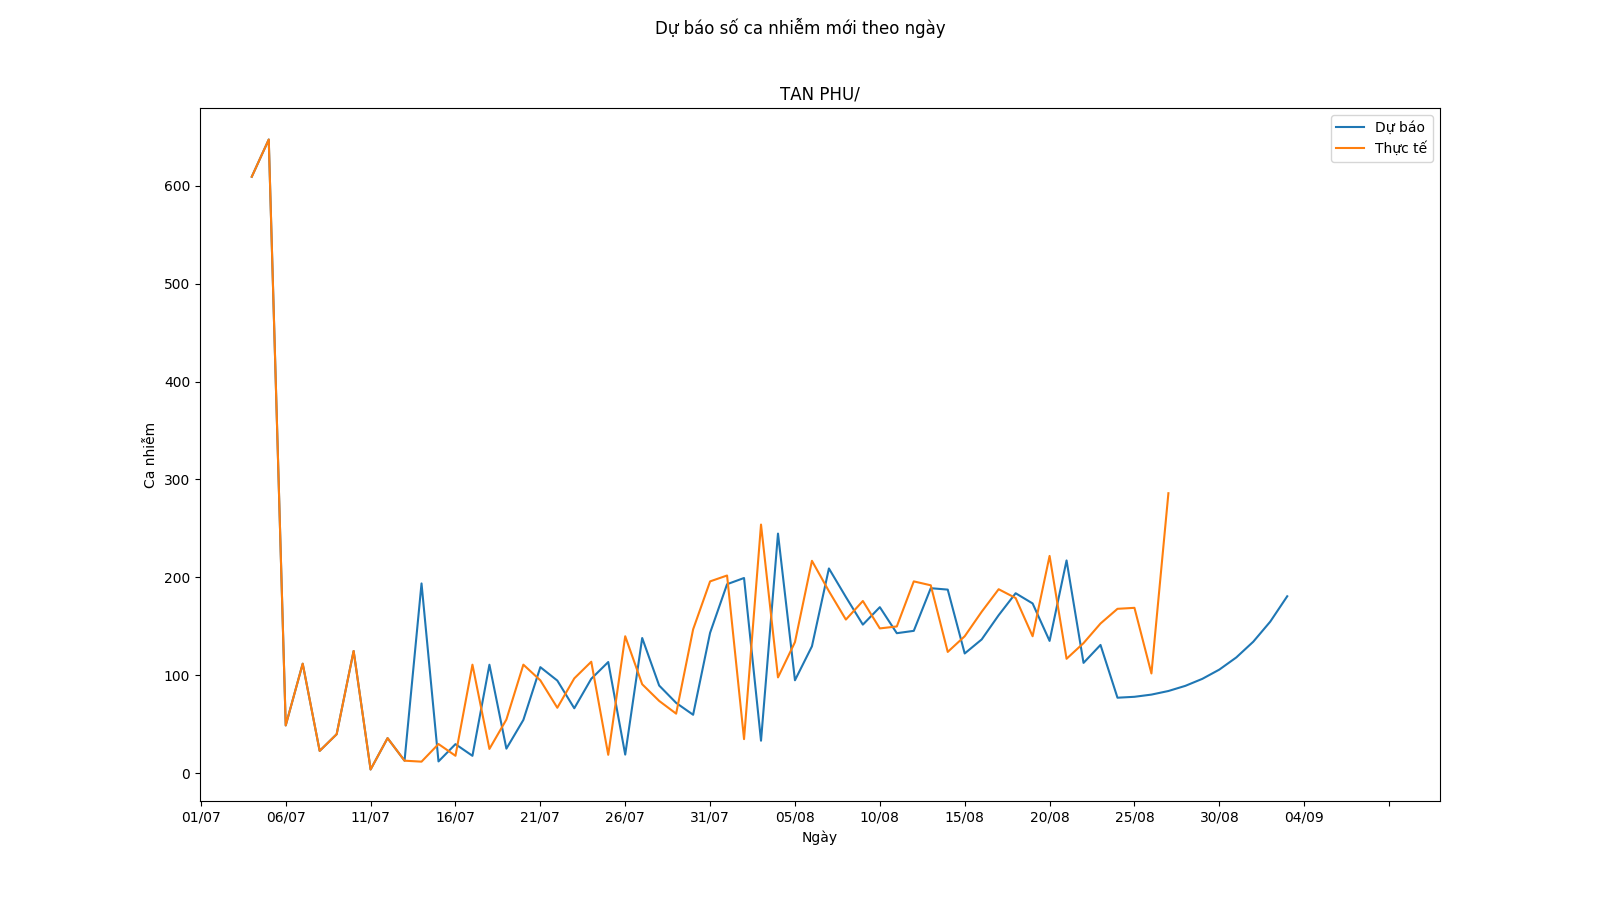 Dự báo số ca nhiễm mới theo ngày
TAN PHU/
Dự báo
Thực tế
600
500
400
300
200
100
0
Ca nhiễm
01/07 06/07 11/07 16/07 21/07 26/07 31/07 05/08 10/08 15/08 20/08 25/08 30/08 04/09
Ngày